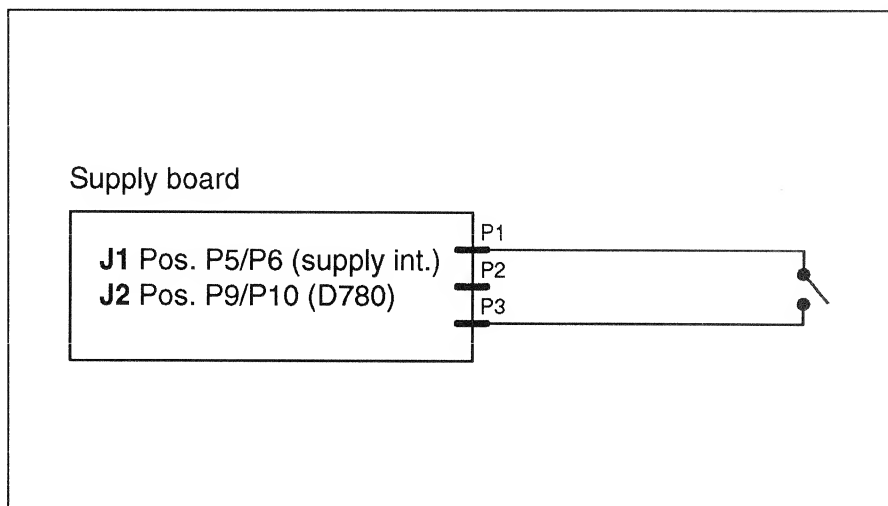 Supply board
J1 Pos. P5/P6 (supply int.)
J2 Pos. P9/P10 (D780)
P1
P2
P3